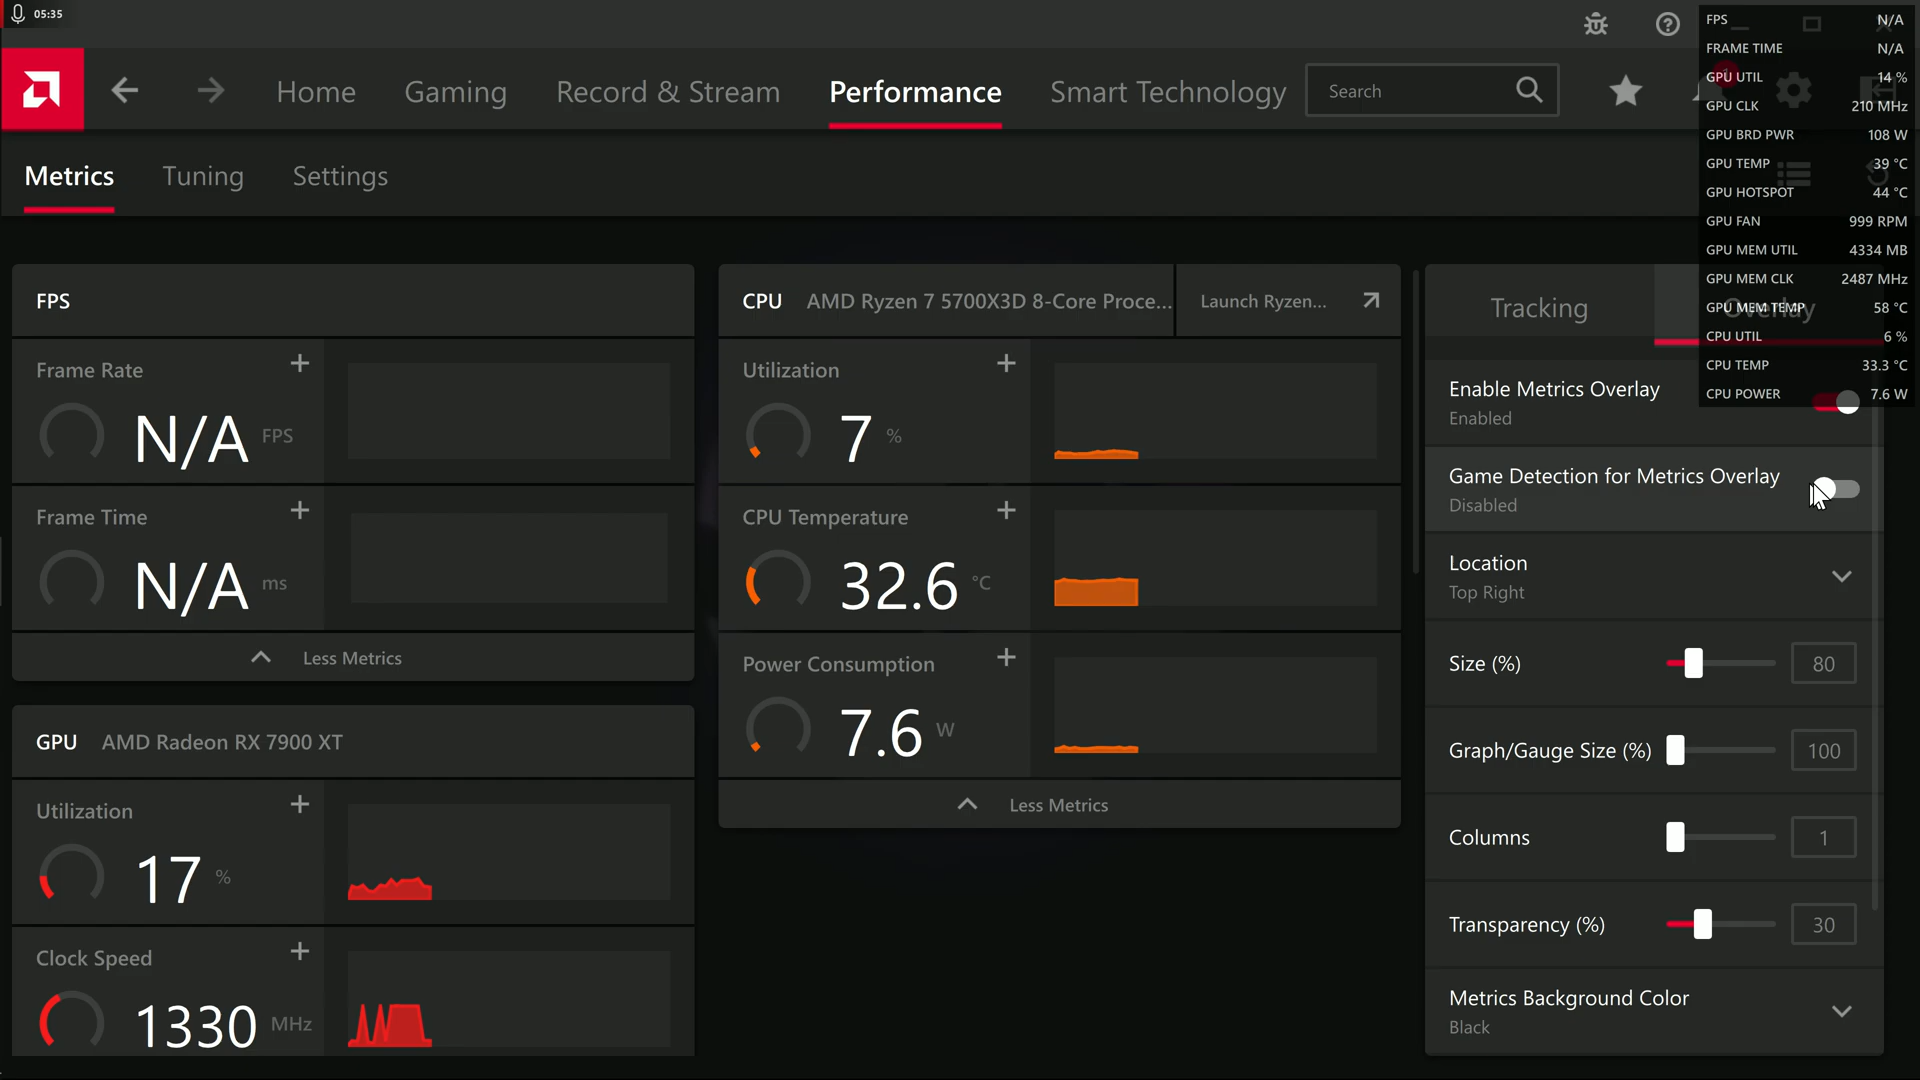 05:35
Home
Gaming
Record & Stream
Performance
Smart Technology
Search
Metrics
Tuning
Settings
FPS N/A
FRAME TIME N/A
GPU UTIL 14 %
GPU CLK 210 MHz
GPU BRD PWR 108 W
GPU TEMP 39 °C
GPU HOTSPOT 44 °C
GPU FAN 999 RPM
GPU MEM UTIL 4334 MB
GPU MEM CLK 2487 MHz
GPU MEM TEMP 58 °C
CPU UTIL 6 %
CPU TEMP 33.3 °C
CPU POWER 7.6 W
FPS
Frame Rate
N/A FPS
Frame Time
N/A ms
Less Metrics
GPU AMD Radeon RX 7900 XT
Utilization
17 %
Clock Speed
1330 MHz
CPU AMD Ryzen 7 5700X3D 8-Core Proce...
Launch Ryzen...
Utilization
7 %
CPU Temperature
32.6 °C
Power Consumption
7.6 W
Less Metrics
Tracking
Overlay
Enable Metrics Overlay
Enabled
Game Detection for Metrics Overlay
Disabled
Location
Top Right
Size (%) 80
Graph/Gauge Size (%) 100
Columns 1
Transparency (%) 30
Metrics Background Color
Black